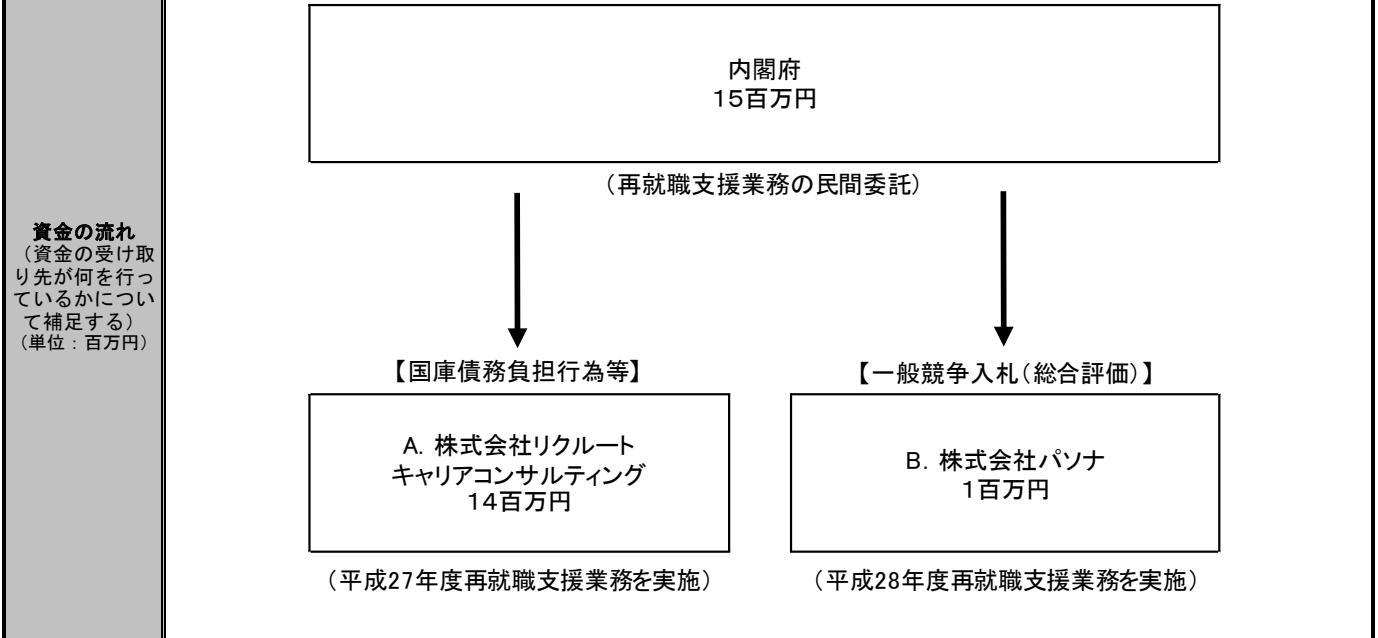 資金の流れ
（資金の受け取
り先が何を行っ
ているかについ
て補足する）
（単位：百万円）
内閣府
１５百万円
（再就職支援業務の民間委託）
【国庫債務負担行為等】
A．株式会社リクルート
キャリアコンサルティング
１４百万円
（平成27年度再就職支援業務を実施）
【一般競争入札（総合評価）】
B．株式会社パソナ
１百万円
（平成28年度再就職支援業務を実施）